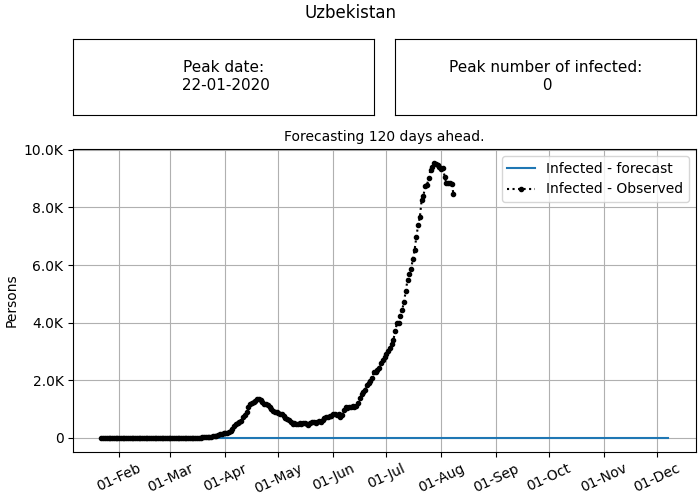 Uzbekistan
Peak date:
22-01-2020
Peak number of infected:
0
Forecasting 120 days ahead.
Infected - forecast
Infected - Observed
Persons
10.0K
8.0K
6.0K
4.0K
2.0K
0
01-Feb
01-Mar
01-Apr
01-May
01-Jun
01-Jul
01-Aug
01-Sep
01-Oct
01-Nov
01-Dec